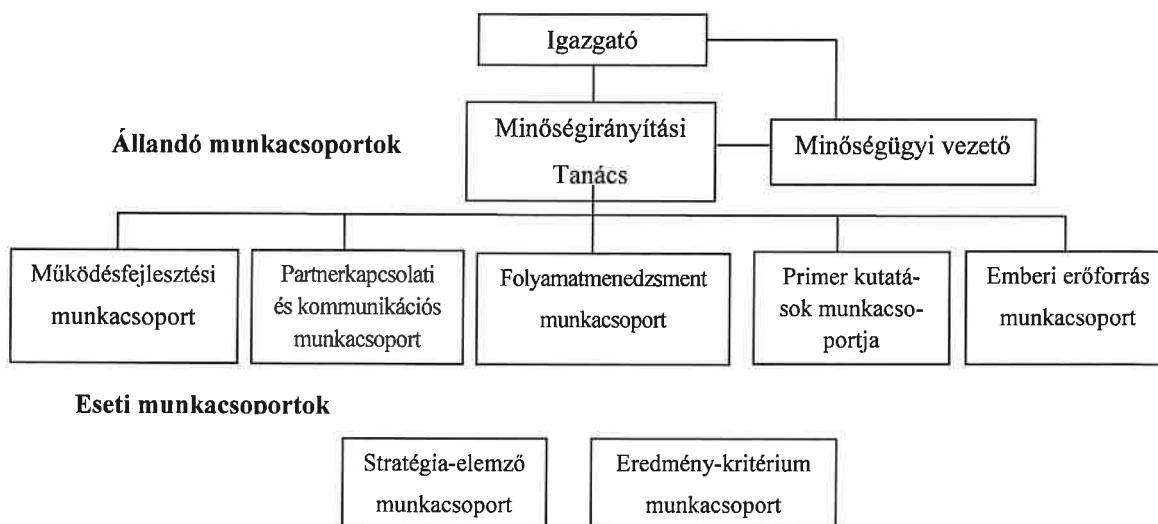 Igazgató
Állandó munkacsoportok
Minőségirányítási
Tanács
Minőségügyi vezető
Működésfejlesztési
munkacsoport
Partnerkapcsolati
és kommunikációs
munkacsoport
Folyamatmenedzsment
munkacsoport
Primer kutatá-
sok munkacso-
portja
Emberi erőforrás
munkacsoport
Eseti munkacsoportok
Stratégia-elemző
munkacsoport
Eredmény-kritérium
munkacsoport